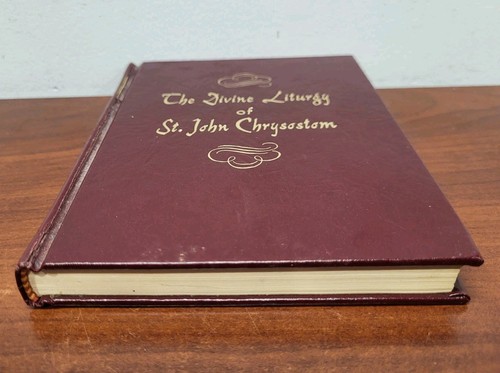 The Divine Liturgy
of
St. John Chrysostom